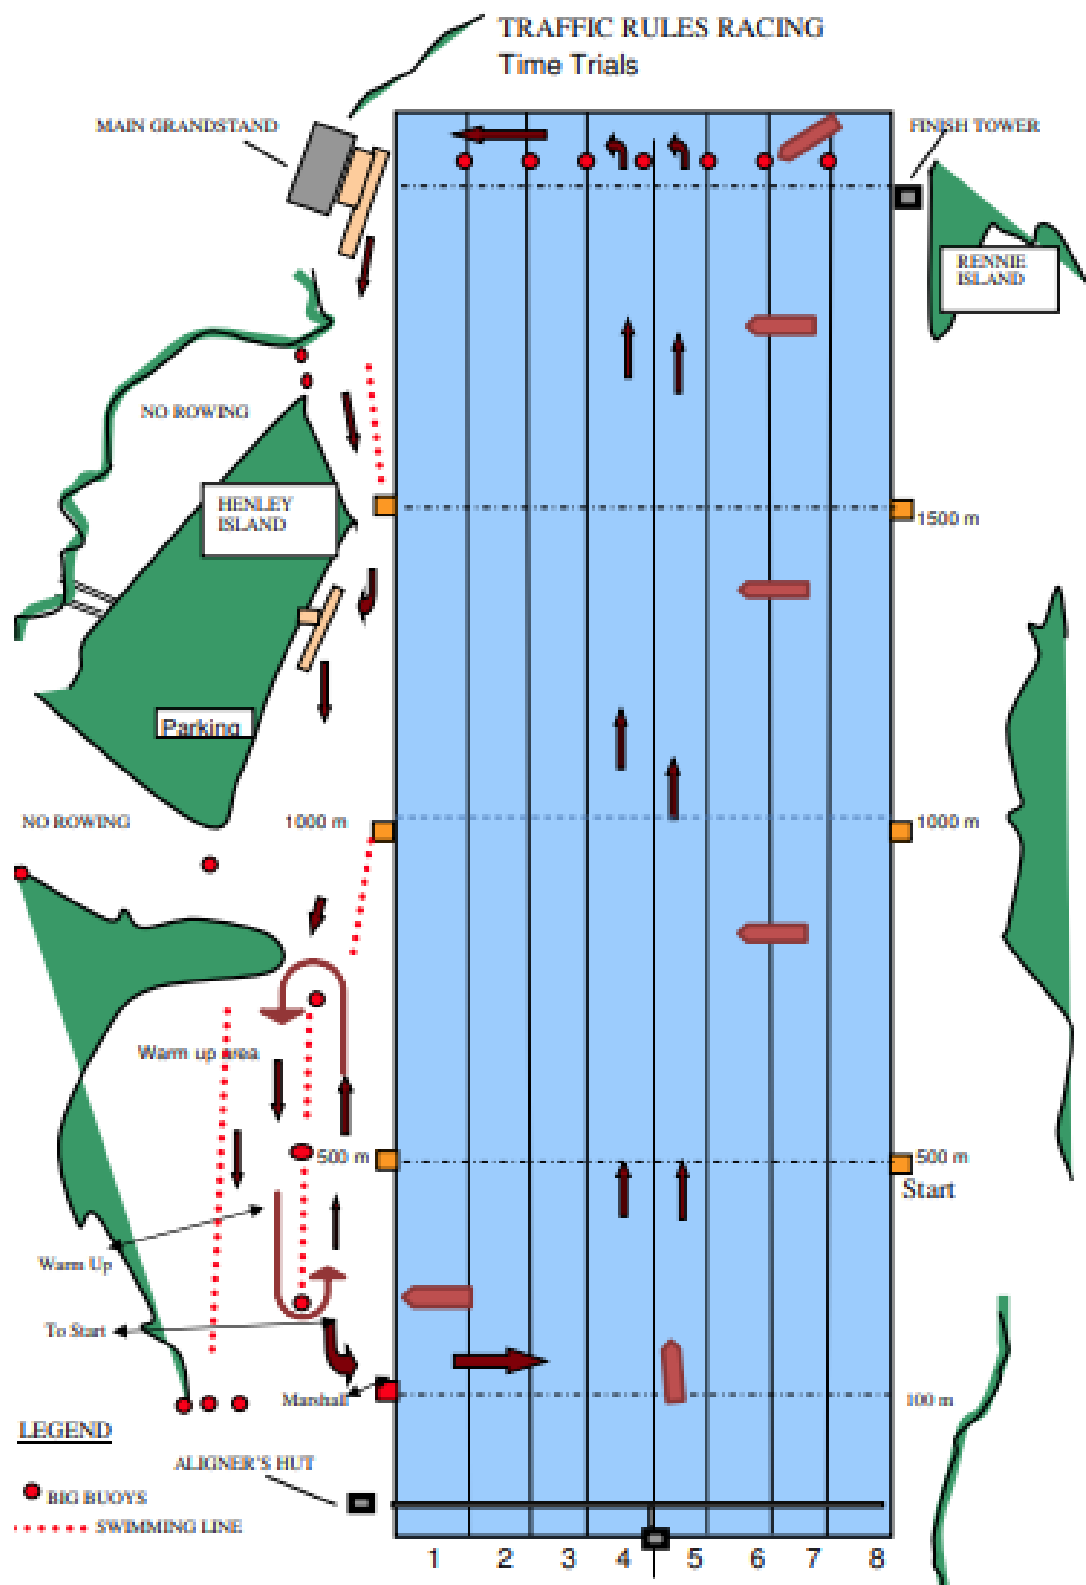 TRAFFIC RULES RACING
Time Trials
MAIN GRANDSTAND
FINISH TOWER
RENNIE
ISLAND
NO ROWING
HENLEY
ISLAND
1500 m
Parking
NO ROWING
1000 m
1000 m
Warm up area
500 m
500 m
Start
Warm Up
To Start
Marshall
100 m
LEGEND
ALIGNER'S HUT
BIG BUOYS
SWIMMING LINE
1 2 3 4 5 6 7 8